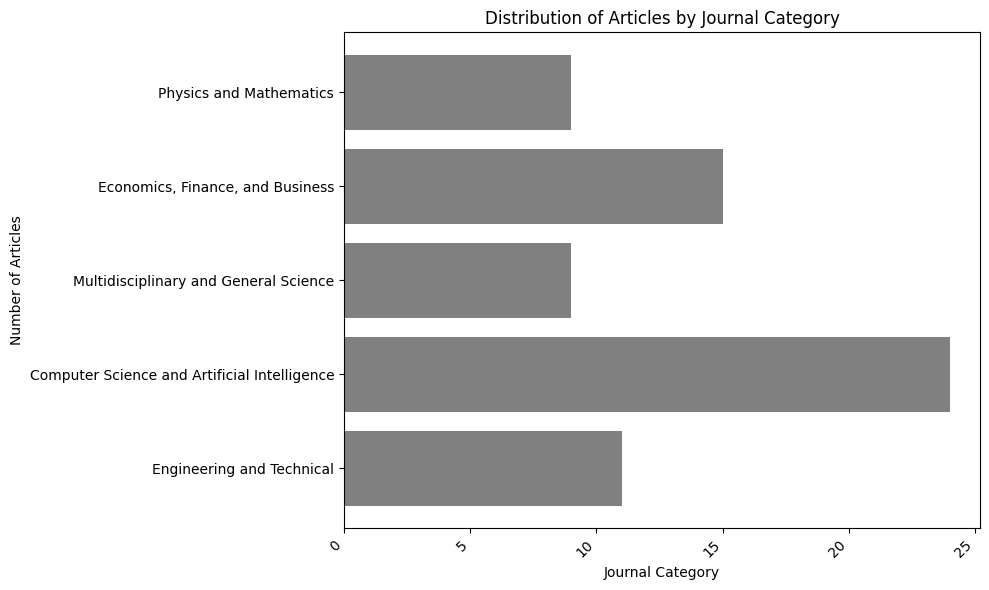 Distribution of Articles by Journal Category
Number of Articles
Physics and Mathematics
Economics, Finance, and Business
Multidisciplinary and General Science
Computer Science and Artificial Intelligence
Engineering and Technical
0
5
10
15
20
25
Journal Category